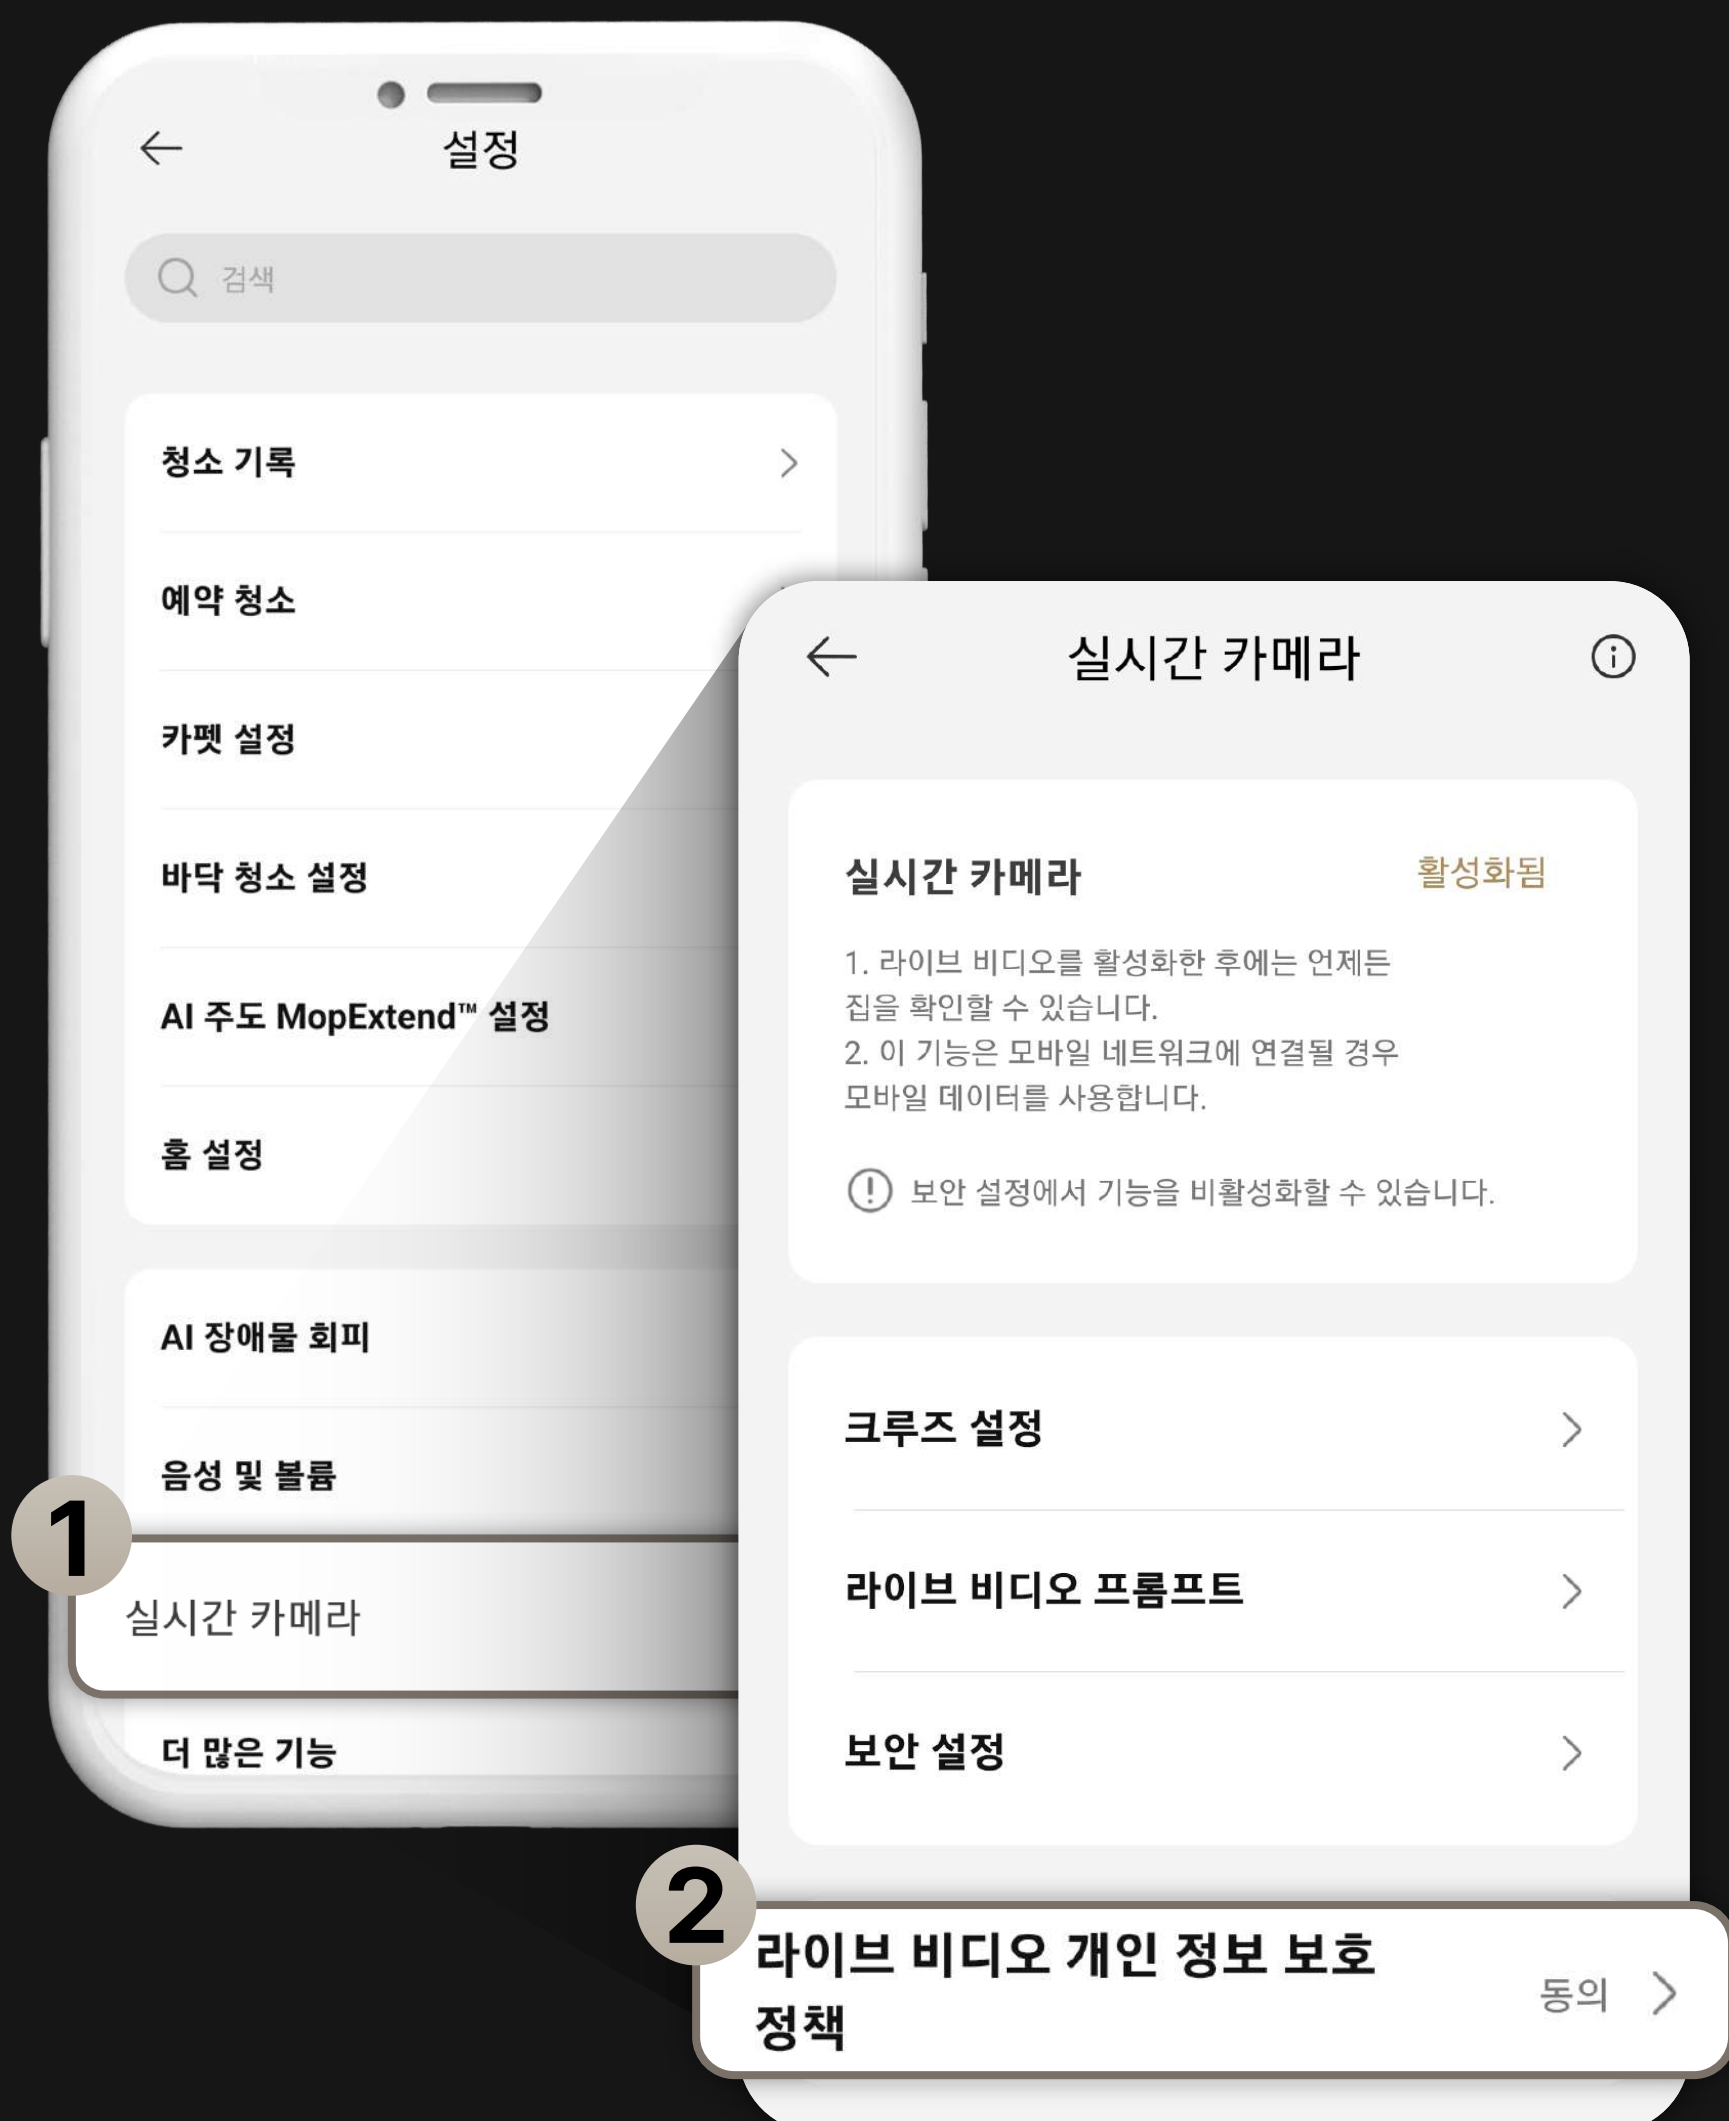 설정
검색
청소 기록
예약 청소
카펫 설정
바닥 청소 설정
AI 주도 MopExtend™ 설정
홈 설정
AI 장애물 회피
음성 및 볼륨
1
실시간 카메라
더 많은 기능
실시간 카메라
실시간 카메라
활성화됨
1. 라이브 비디오를 활성화한 후에는 언제든
집을 확인할 수 있습니다.
2. 이 기능은 모바일 네트워크에 연결될 경우
모바일 데이터를 사용합니다.
보안 설정에서 기능을 비활성화할 수 있습니다.
크루즈 설정
라이브 비디오 프롬프트
보안 설정
2
라이브 비디오 개인 정보 보호
정책
동의